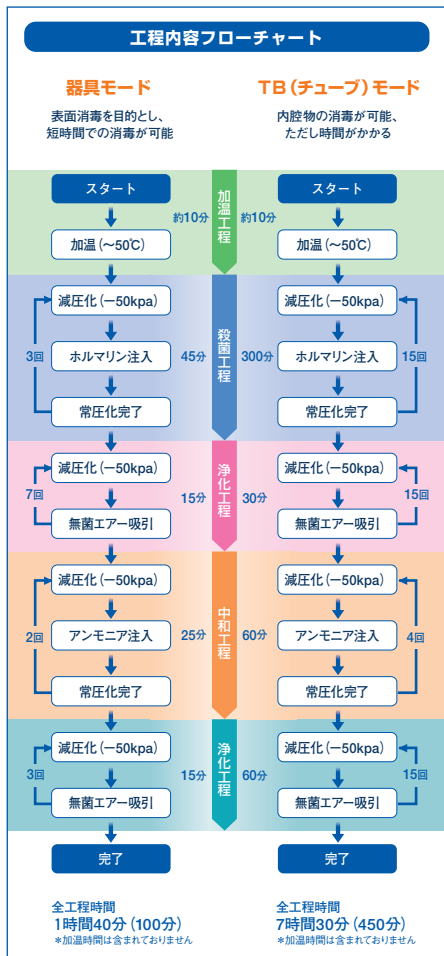 工程内容フローチャート
器具モード
表面消毒を目的とし、
短時間での消毒が可能
TB(チューブ)モード
内腔物の消毒が可能、
ただし時間がかかる
加温工程
スタート
約10分
加温(〜50℃)
スタート
約10分
加温(〜50℃)
殺菌工程
減圧化(−50kpa)
3回
ホルマリン注入
45分
常圧化完了
減圧化(−50kpa)
300分
ホルマリン注入
15回
常圧化完了
浄化工程
減圧化(−50kpa)
7回
15分
無菌エアー吸引
減圧化(−50kpa)
30分
15回
無菌エアー吸引
中和工程
減圧化(−50kpa)
2回
アンモニア注入
25分
常圧化完了
減圧化(−50kpa)
60分
アンモニア注入
4回
常圧化完了
浄化工程
減圧化(−50kpa)
3回
15分
無菌エアー吸引
減圧化(−50kpa)
60分
15回
無菌エアー吸引
完了
完了
全工程時間
1時間40分(100分)
*加温時間は含まれておりません
全工程時間
7時間30分(450分)
*加温時間は含まれておりません